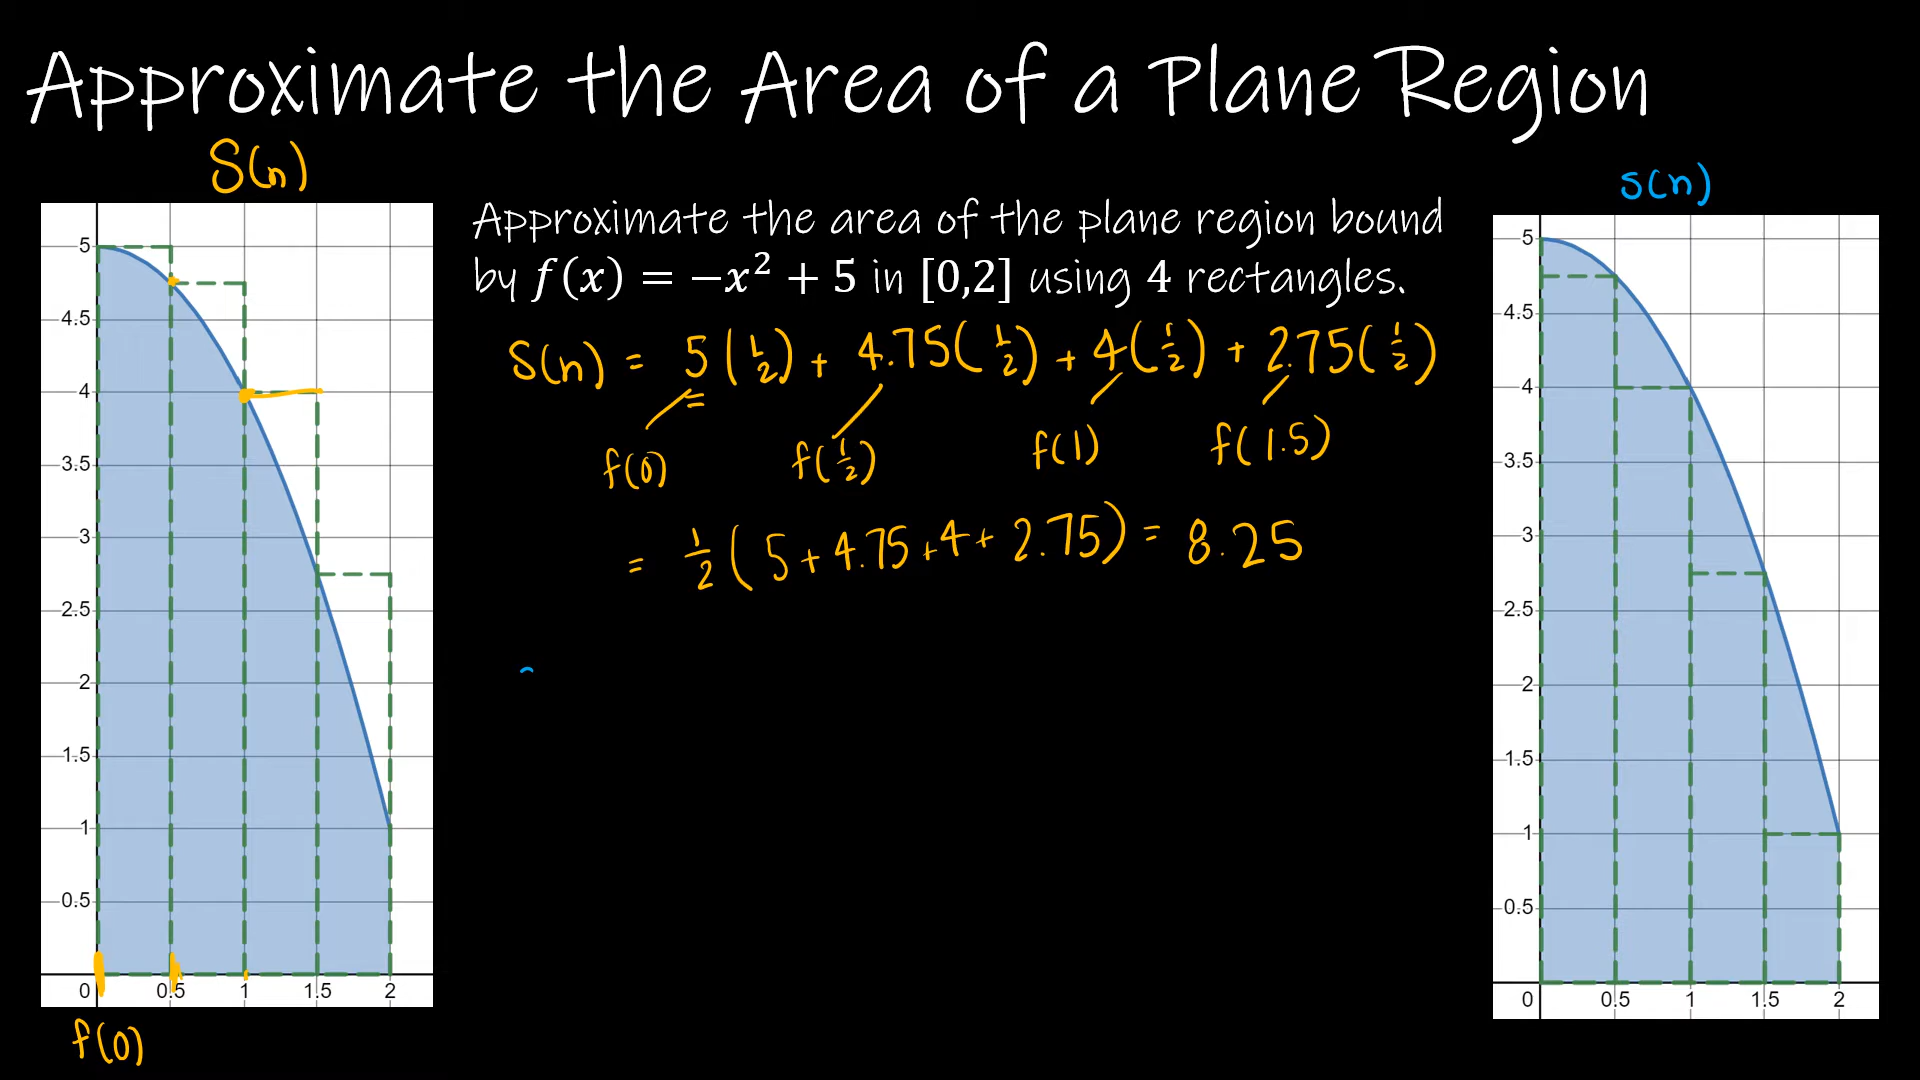 Approximate the Area of a Plane Region
S(n)
5
4.5
4
3.5
3
2.5
2
1.5
1
0.5
0 0.5 1 1.5 2
f(0)
Approximate the area of the plane region bound
by f(x) = −x² + 5 in [0,2] using 4 rectangles.
S(n) = 5(1/2) + 4.75(1/2) + 4(1/2) + 2.75(1/2)
f(0) f(1/2) f(1) f(1.5)
= 1/2(5+4.75+4+2.75) = 8.25
s(n)
5
4.5
4
3.5
3
2.5
2
1.5
1
0.5
0 0.5 1 1.5 2